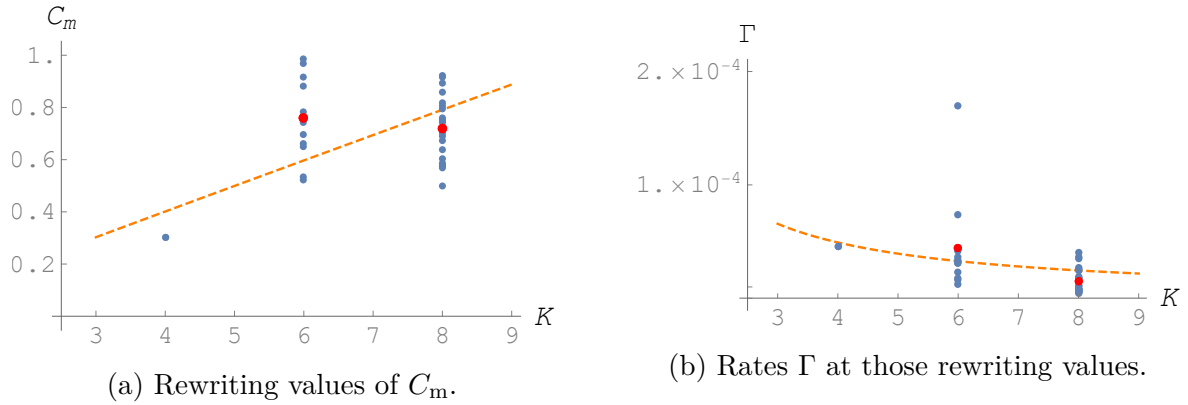 C_m
1.
0.8
0.6
0.4
0.2
3 4 5 6 7 8 9 K
(a) Rewriting values of C_m.
Γ
2.×10^-4
1.×10^-4
3 4 5 6 7 8 9 K
(b) Rates Γ at those rewriting values.